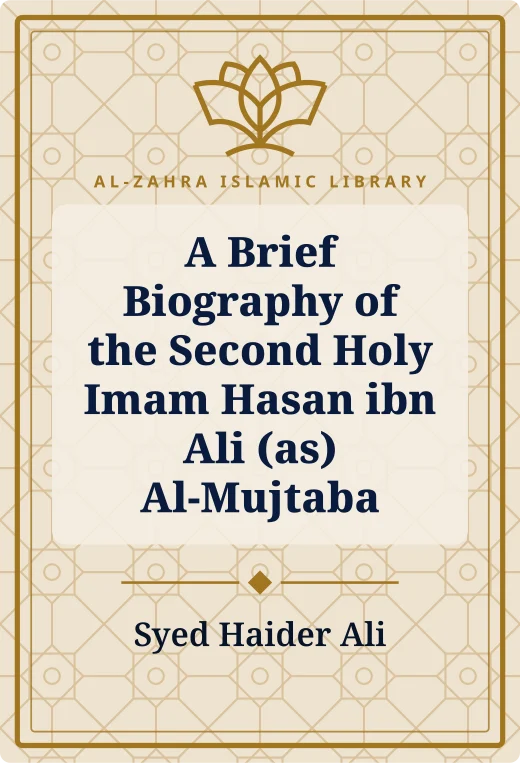 AL-ZAHRA ISLAMIC LIBRARY
A Brief
Biography of
the Second Holy
Imam Hasan ibn
Ali (as)
Al-Mujtaba
Syed Haider Ali